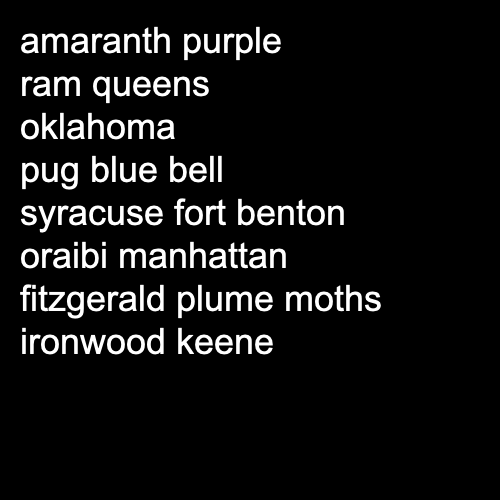 amaranth purple
ram queens
oklahoma
pug blue bell
syracuse fort benton
oraibi manhattan
fitzgerald plume moths
ironwood keene